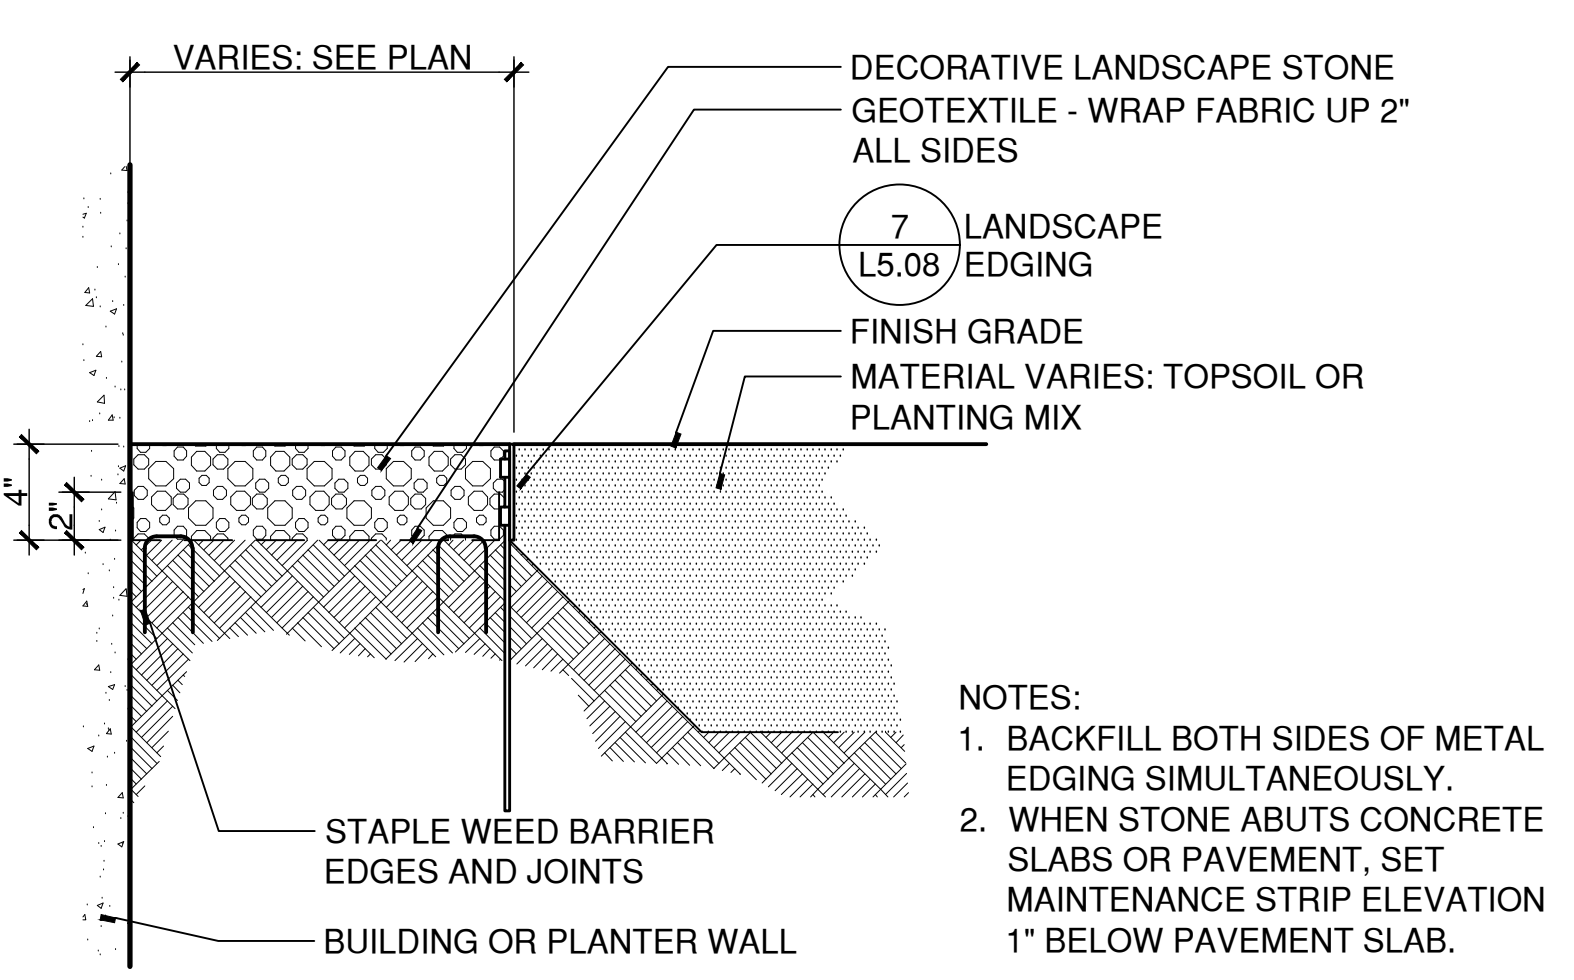 VARIES: SEE PLAN
DECORATIVE LANDSCAPE STONE
GEOTEXTILE - WRAP FABRIC UP 2"
ALL SIDES
7
L5.08
LANDSCAPE
EDGING
FINISH GRADE
MATERIAL VARIES: TOPSOIL OR
PLANTING MIX
4"
2"
STAPLE WEED BARRIER
EDGES AND JOINTS
BUILDING OR PLANTER WALL
NOTES:
1. BACKFILL BOTH SIDES OF METAL
EDGING SIMULTANEOUSLY.
2. WHEN STONE ABUTS CONCRETE
SLABS OR PAVEMENT, SET
MAINTENANCE STRIP ELEVATION
1" BELOW PAVEMENT SLAB.